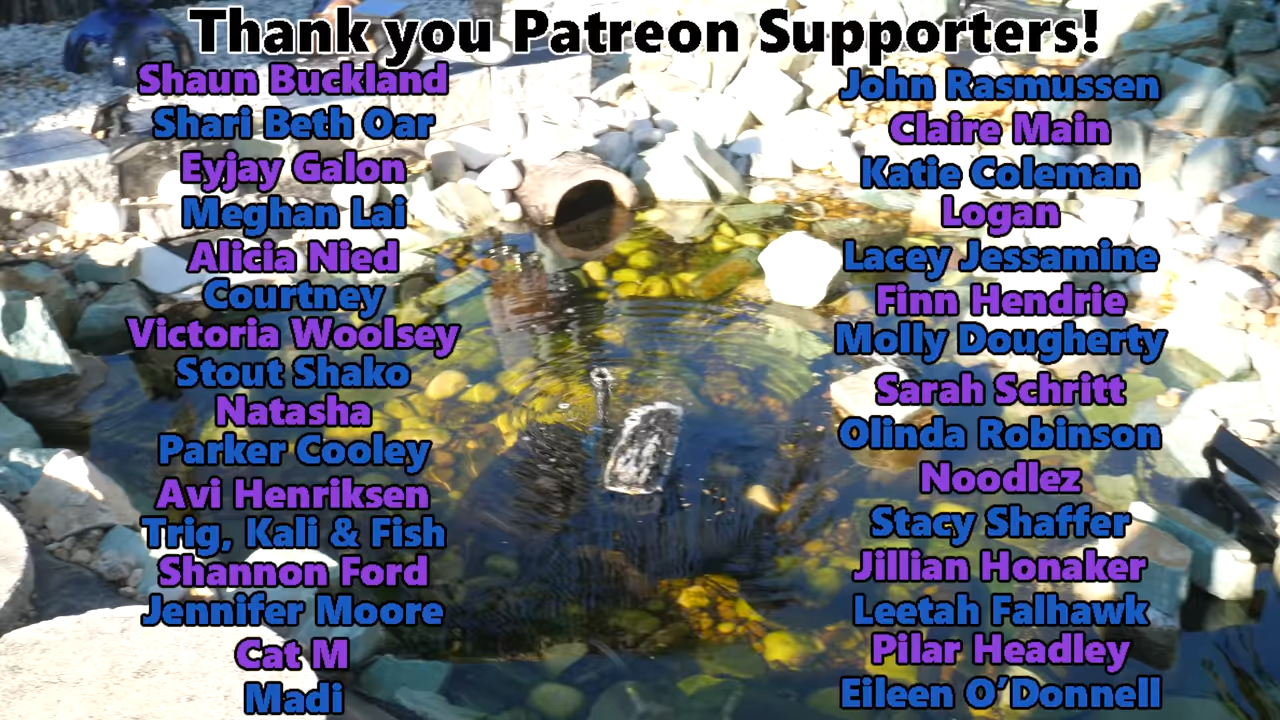 Thank you Patreon Supporters!
Shaun Buckland
Shari Beth Oar
Eyjay Galon
Meghan Lai
Alicia Nied
Courtney
Victoria Woolsey
Stout Shako
Natasha
Parker Cooley
Avi Henriksen
Trig, Kali & Fish
Shannon Ford
Jennifer Moore
Cat M
Madi
John Rasmussen
Claire Main
Katie Coleman
Logan
Lacey Jessamine
Finn Hendrie
Molly Dougherty
Sarah Schritt
Olinda Robinson
Noodlez
Stacy Shaffer
Jillian Honaker
Leetah Falhawk
Pilar Headley
Eileen O’Donnell